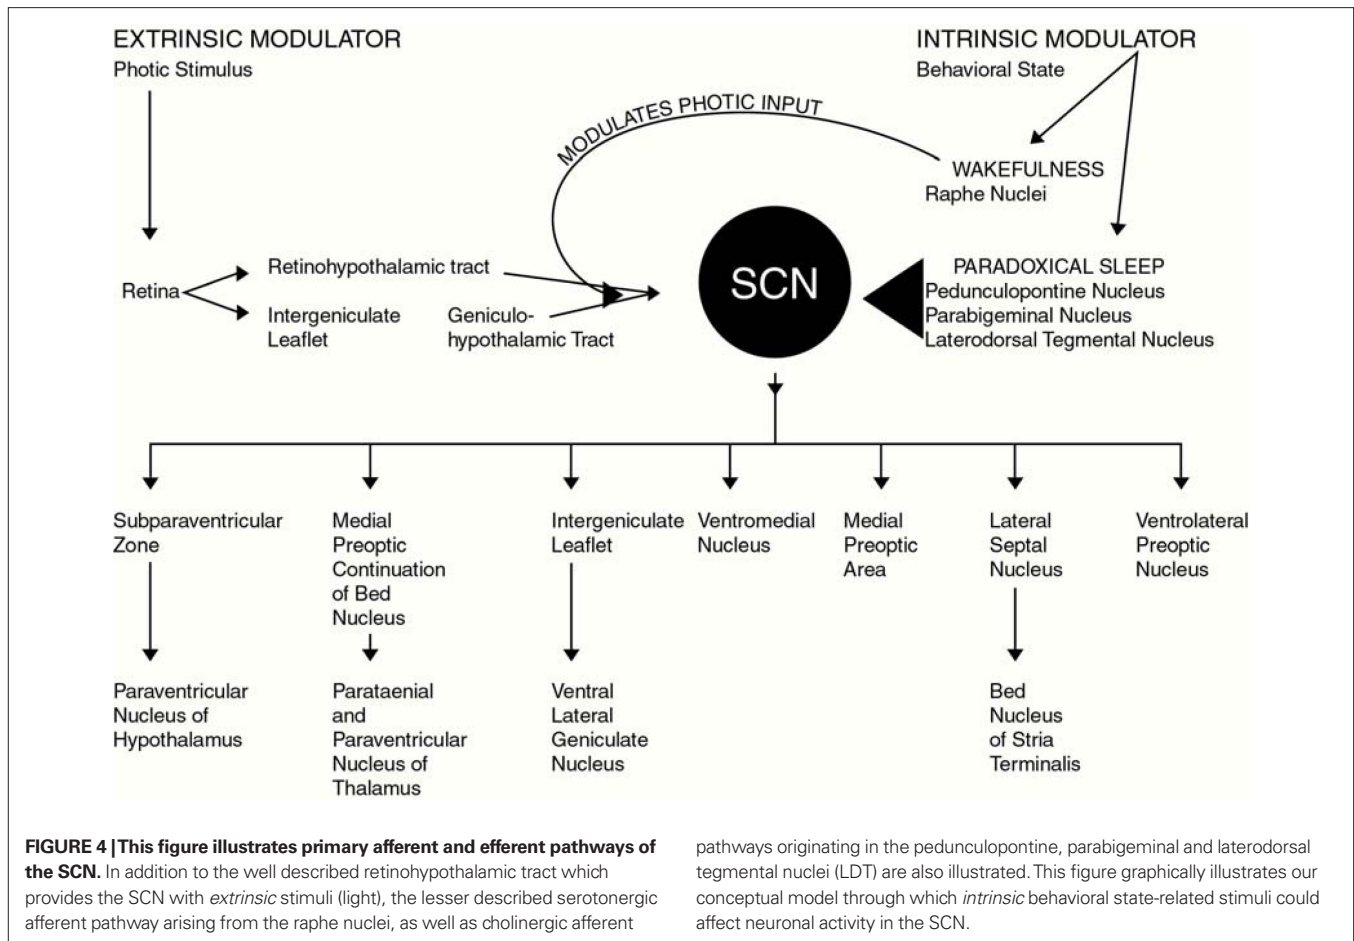 EXTRINSIC MODULATOR
Photic Stimulus
INTRINSIC MODULATOR
Behavioral State
MODULATES PHOTIC INPUT
WAKEFULNESS
Raphe Nuclei
Retina
Retinohypothalamic tract
Intergeniculate
Leaflet
Geniculo-
hypothalamic Tract
SCN
PARADOXICAL SLEEP
Pedunculopontine Nucleus
Parabigeminal Nucleus
Laterodorsal Tegmental Nucleus
Subparaventricular
Zone
Medial
Preoptic
Continuation
of Bed
Nucleus
Intergeniculate
Leaflet
Ventromedial
Nucleus
Medial
Preoptic
Area
Lateral
Septal
Nucleus
Ventrolateral
Preoptic
Nucleus
Paraventricular
Nucleus of
Hypothalamus
Parataenial
and
Paraventricular
Nucleus of
Thalamus
Ventral
Lateral
Geniculate
Nucleus
Bed
Nucleus
of Stria
Terminalis
FIGURE 4 | This figure illustrates primary afferent and efferent pathways of
the SCN. In addition to the well described retinohypothalamic tract which
provides the SCN with extrinsic stimuli (light), the lesser described serotonergic
afferent pathway arising from the raphe nuclei, as well as cholinergic afferent
pathways originating in the pedunculopontine, parabigeminal and laterodorsal
tegmental nuclei (LDT) are also illustrated. This figure graphically illustrates our
conceptual model through which intrinsic behavioral state-related stimuli could
affect neuronal activity in the SCN.